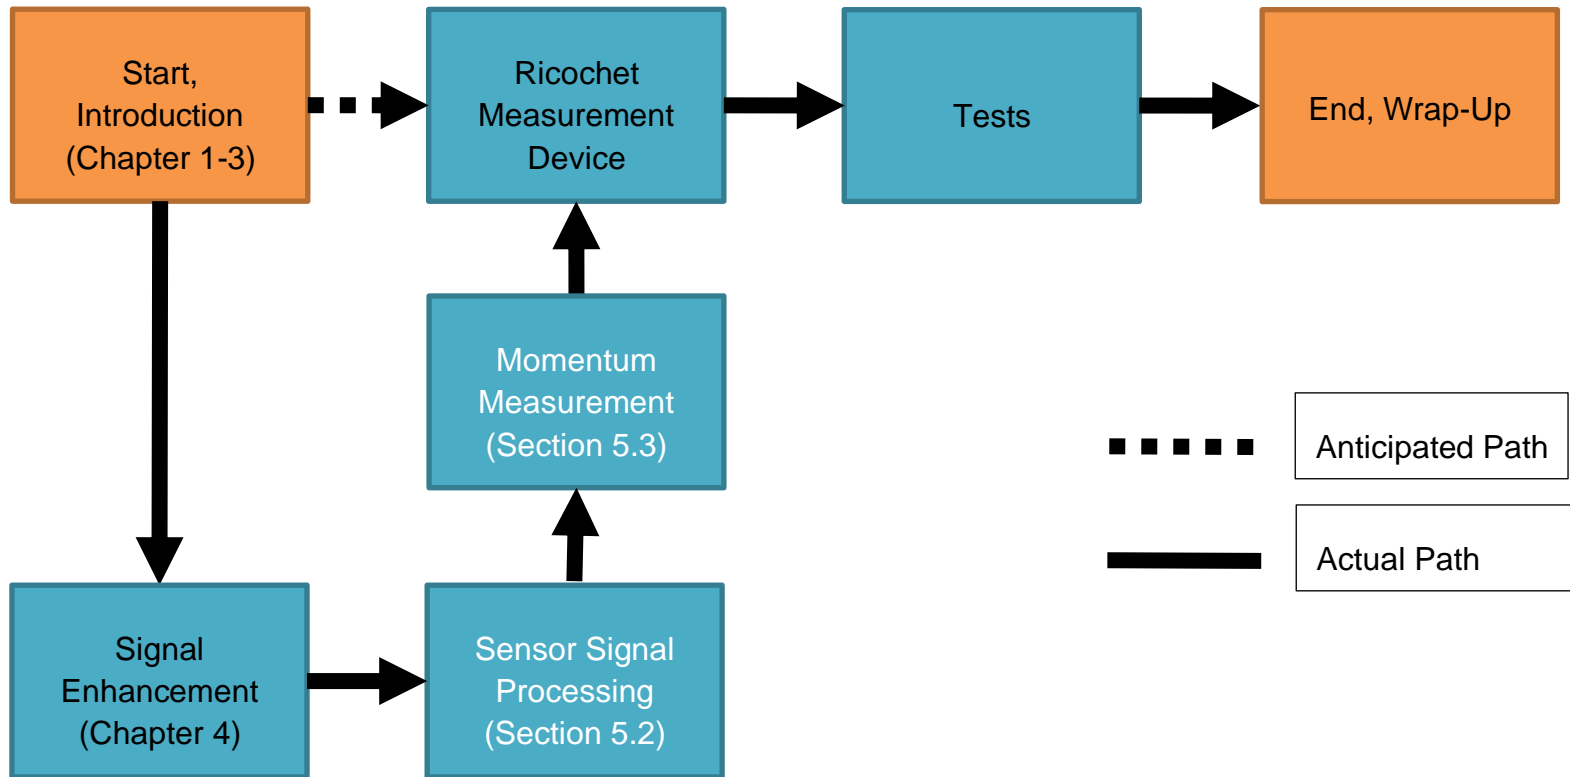 Start,
Introduction
(Chapter 1-3)
Ricochet
Measurement
Device
Tests
End, Wrap-Up
Momentum
Measurement
(Section 5.3)
Anticipated Path
Actual Path
Signal
Enhancement
(Chapter 4)
Sensor Signal
Processing
(Section 5.2)